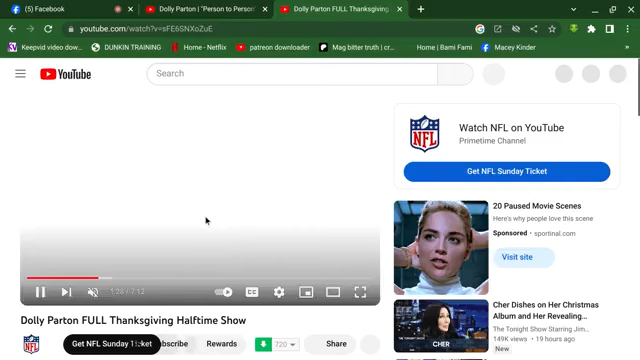 (5) Facebook
Dolly Parton | "Person to Person"
Dolly Parton FULL Thanksgiving
youtube.com/watch?v=sFE6SNXoZuE
Keepvid video dow...
DUNKIN TRAINING
Home - Netflix
patreon downloader
Mag bitter truth | cr...
Home | Bami Fami
Macey Kinder
YouTube
Search
NFL
Watch NFL on YouTube
Primetime Channel
Get NFL Sunday Ticket
20 Paused Movie Scenes
Here's why people love this scene
Sponsored · sportinal.com
Visit site
1:28 / 7:12
CC
Dolly Parton FULL Thanksgiving Halftime Show
Cher Dishes on Her Christmas
Album and Her Revealing...
The Tonight Show Starring Jim...
149K views • 19 hours ago
New
CHER
NFL
Get NFL Sunday Ticket
Rewards
720
Share